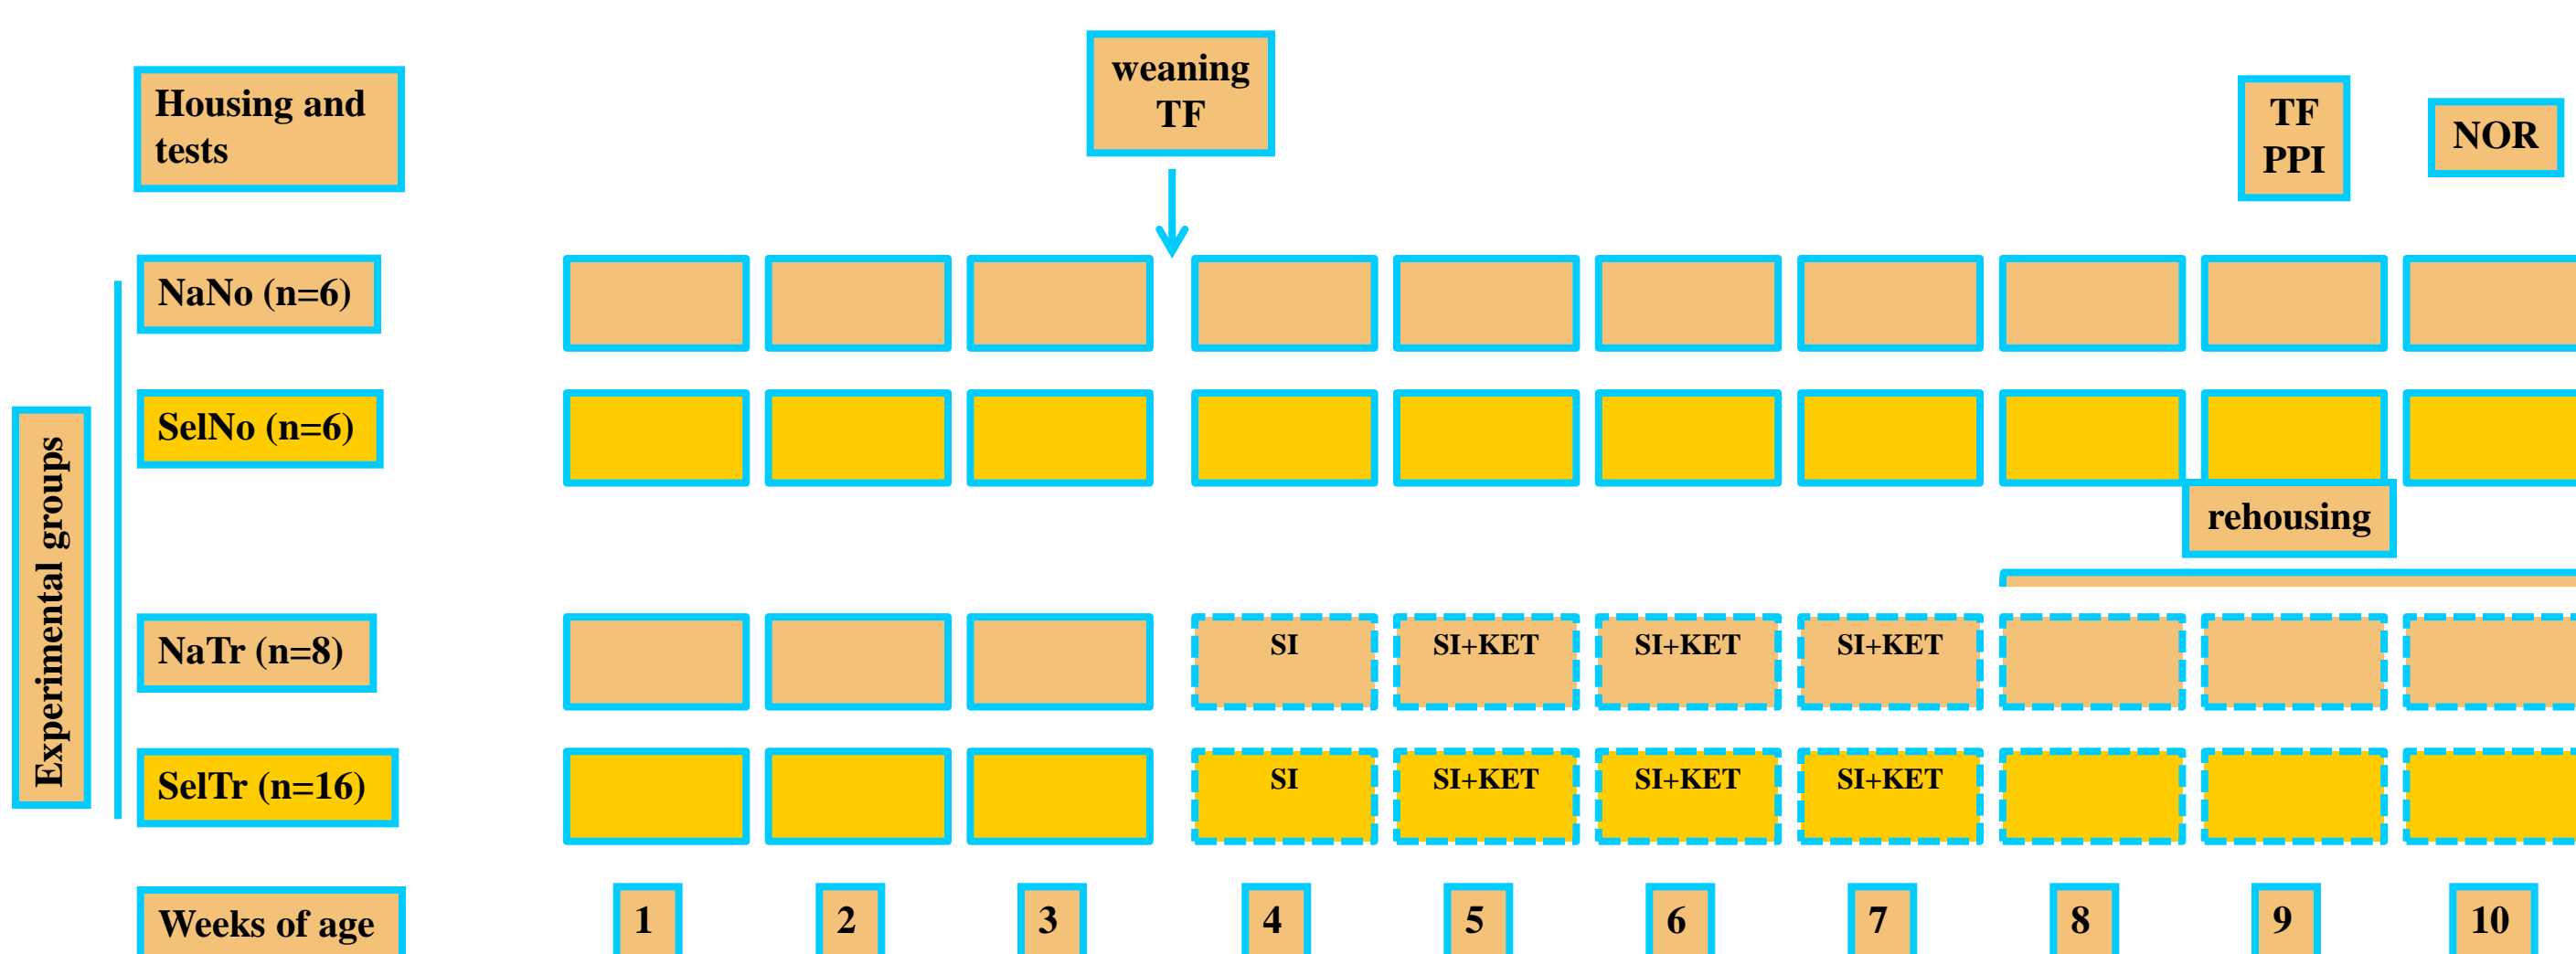 weaning
TF
Housing and
tests
TF
PPI
NOR
NaNo (n=6)
SelNo (n=6)
rehousing
Experimental groups
NaTr (n=8)
SI
SI+KET
SI+KET
SI+KET
SelTr (n=16)
SI
SI+KET
SI+KET
SI+KET
Weeks of age
1
2
3
4
5
6
7
8
9
10